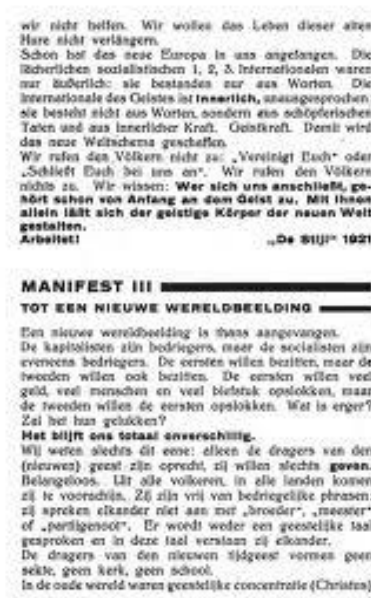 wir nicht helfen. Wir wollen das Leben dieser alten
Hure nicht verlängern.
Schon hat das neue Europa in uns angefangen. Die
lächerlichen sozialistischen 1, 2, 3. Internationalen waren
nur äußerlich: sie bestanden nur aus Worten. Die
Internationale des Geistes ist innerlich, unausgesprochen:
sie besteht nicht aus Worten, sondern aus schöpferischen
Taten und aus innerlicher Kraft. Geistkraft. Damit wird
das neue Weltschema geschaffen.
Wir rufen den Völkern nicht zu: „Vereinigt Euch" oder
„Schließt Euch bei uns an". Wir rufen den Völkern
nichts zu. Wir wissen: Wer sich uns anschließt, ge-
hört schon von Anfang an dem Geist zu. Mit ihnen
allein läßt sich der geistige Körper der neuen Welt
gestalten.
Arbeitet! „De Stijl" 1921
MANIFEST III
TOT EEN NIEUWE WERELDBEELDING
Een nieuwe wereldbeelding is thans aangevangen.
De kapitalisten zijn bedriegers, maar de socialisten zijn
eveneens bedriegers. De eersten willen bezitten, maar de
tweeden willen ook bezitten. De eersten willen veel
geld, veel menschen en veel biefstuk opslokken, maar
de tweeden willen de eersten opslokken. Wat is erger?
Zal het hun gelukken?
Het blijft ons totaal onverschillig.
Wij weten slechts dit eene: alleen de dragers van den
(nieuwen) geest zijn oprecht, zij willen slechts geven.
Belangeloos. Uit alle volkeren, in alle landen komen
zij te voorschijn. Zij zijn vrij van bedriegelijke phrasen;
zij spreken elkander niet aan met „broeder", „meester"
of „partijgenoot". Er wordt weder een geestelijke taal
gesproken en in deze taal verstaan zij elkander.
De dragers van den nieuwen tijdgeest vormen geen
sekte, geen kerk, geen school.
In de oude wereld waren geestelijke concentratie (Christus)